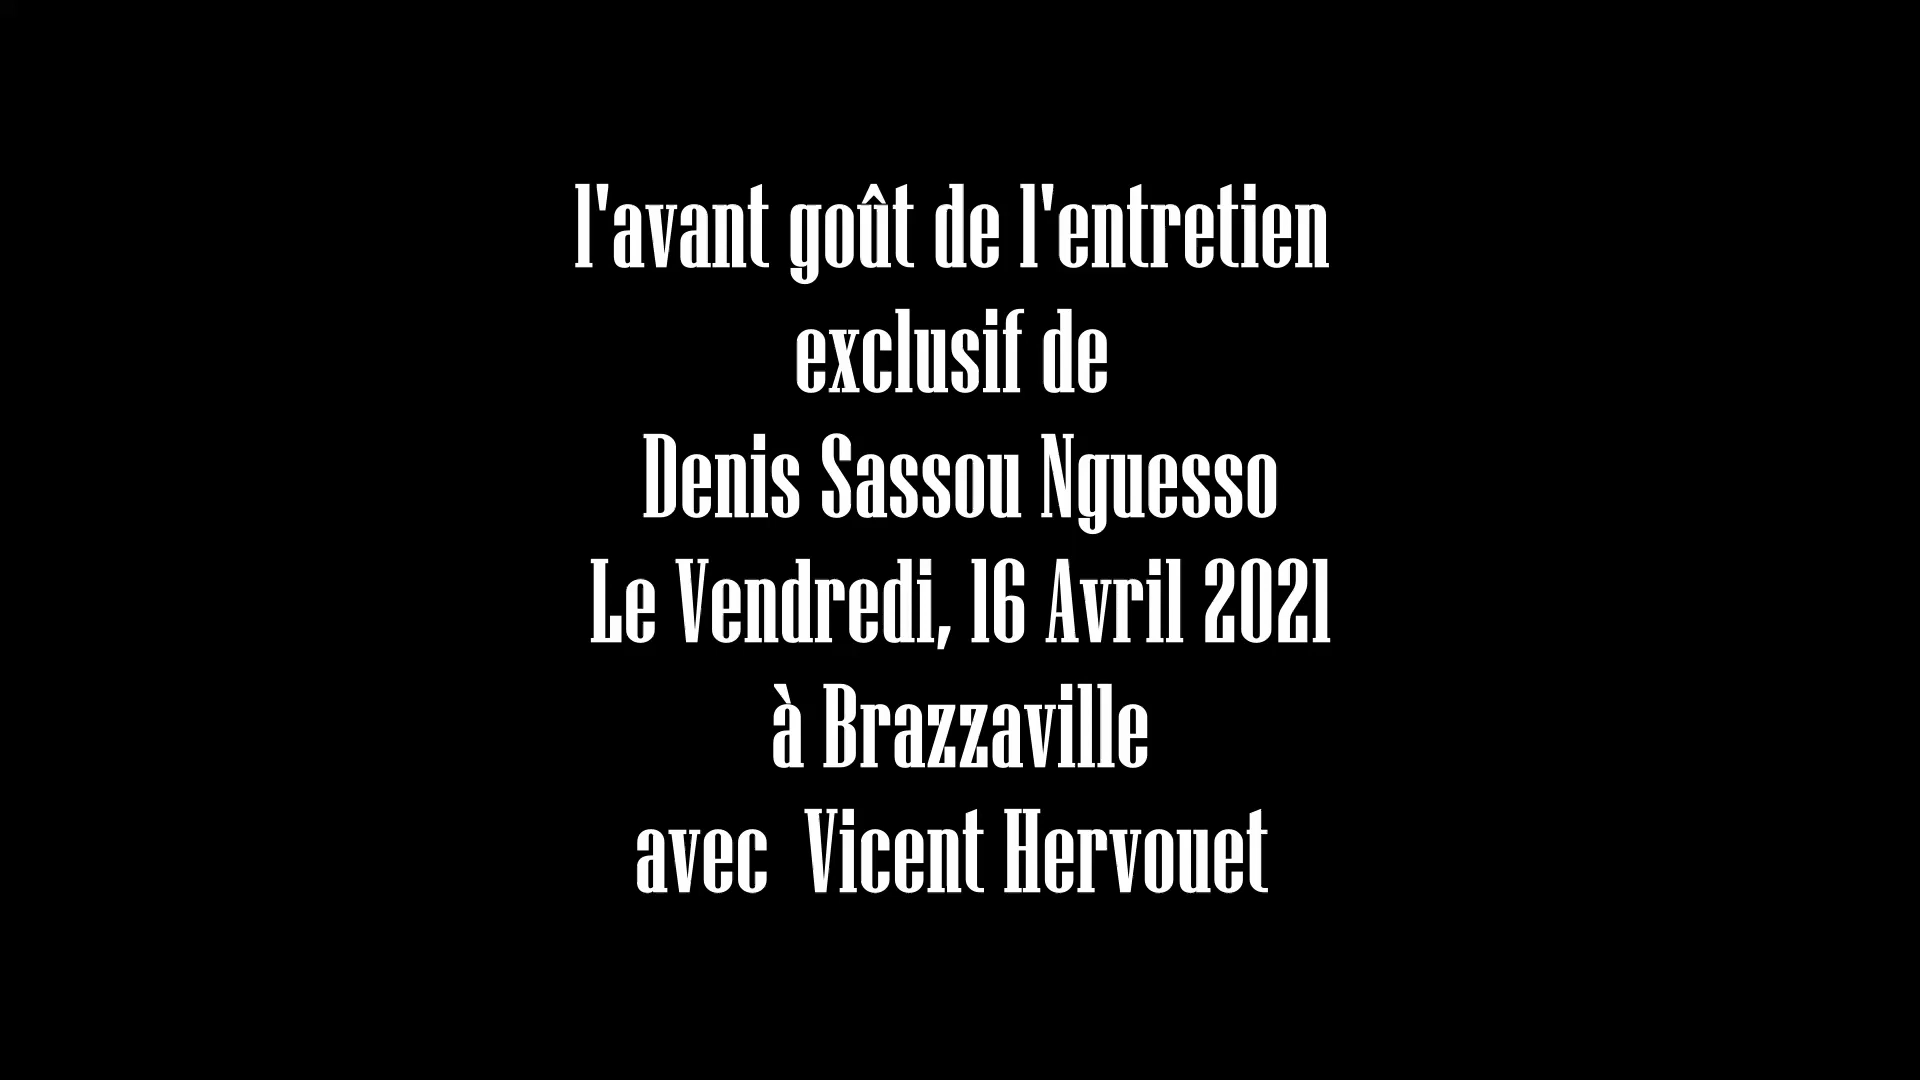 l'avant goût de l'entretien
exclusif de
Denis Sassou Nguesso
Le Vendredi, 16 Avril 2021
à Brazzaville
avec  Vicent Hervouet